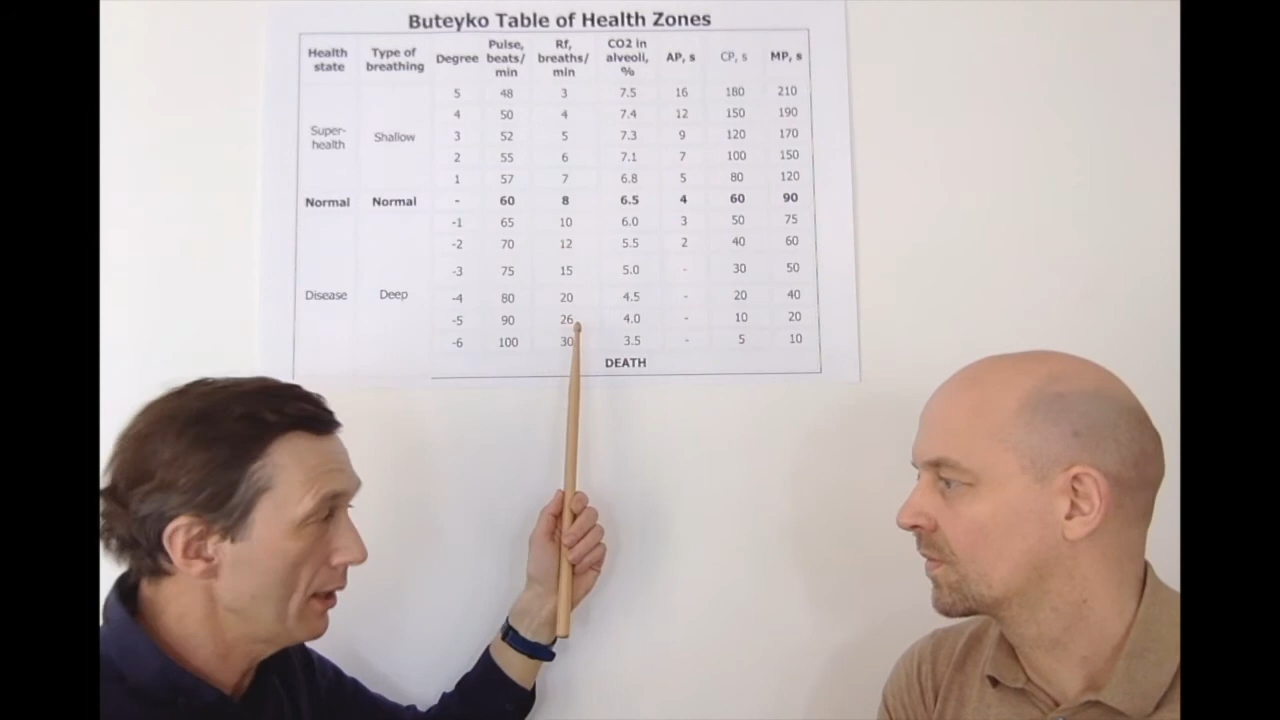 Buteyko Table of Health Zones
Health state Type of breathing Degree Pulse, beats/ min Rf, breaths/ min CO2 in alveoli, % AP, s CP, s MP, s
5 48 3 7.5 16 180 210
4 50 4 7.4 12 150 190
Super-health Shallow 3 52 5 7.3 9 120 170
2 55 6 7.1 7 100 150
1 57 7 6.8 5 80 120
Normal Normal - 60 8 6.5 4 60 90
-1 65 10 6.0 3 50 75
-2 70 12 5.5 2 40 60
-3 75 15 5.0 - 30 50
Disease Deep -4 80 20 4.5 - 20 40
-5 90 26 4.0 - 10 20
-6 100 30 3.5 - 5 10
DEATH